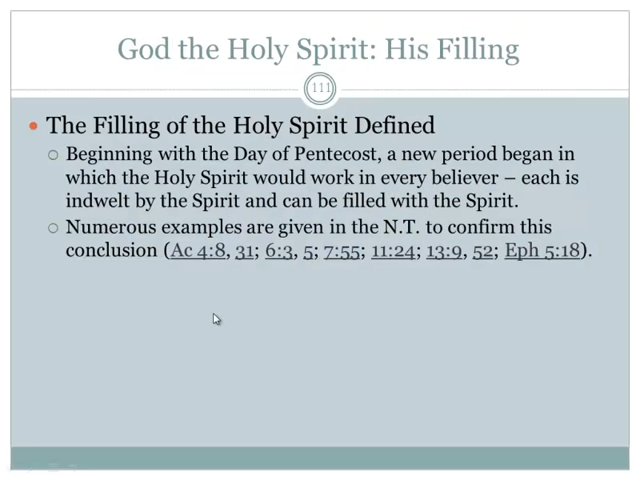 God the Holy Spirit: His Filling
111
• The Filling of the Holy Spirit Defined
○ Beginning with the Day of Pentecost, a new period began in
which the Holy Spirit would work in every believer – each is
indwelt by the Spirit and can be filled with the Spirit.
○ Numerous examples are given in the N.T. to confirm this
conclusion (Ac 4:8, 31; 6:3, 5; 7:55; 11:24; 13:9, 52; Eph 5:18).